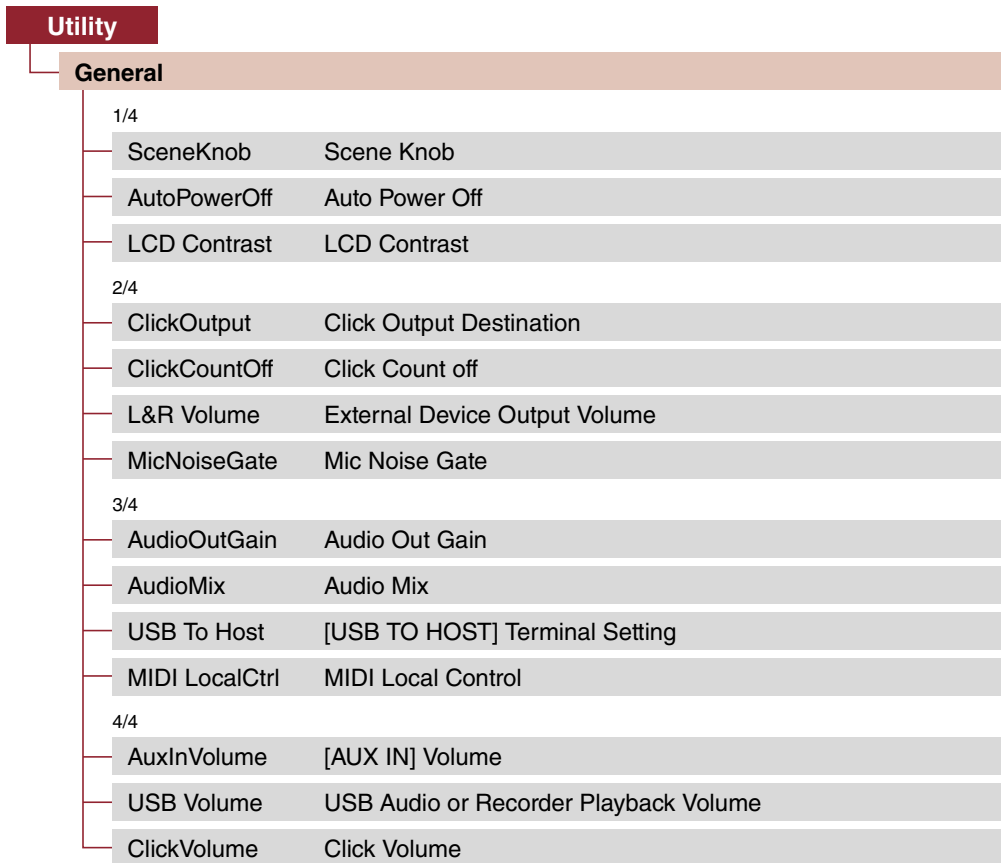 Utility
General
1/4
SceneKnob Scene Knob
AutoPowerOff Auto Power Off
LCD Contrast LCD Contrast
2/4
ClickOutput Click Output Destination
ClickCountOff Click Count off
L&R Volume External Device Output Volume
MicNoiseGate Mic Noise Gate
3/4
AudioOutGain Audio Out Gain
AudioMix Audio Mix
USB To Host [USB TO HOST] Terminal Setting
MIDI LocalCtrl MIDI Local Control
4/4
AuxInVolume [AUX IN] Volume
USB Volume USB Audio or Recorder Playback Volume
ClickVolume Click Volume